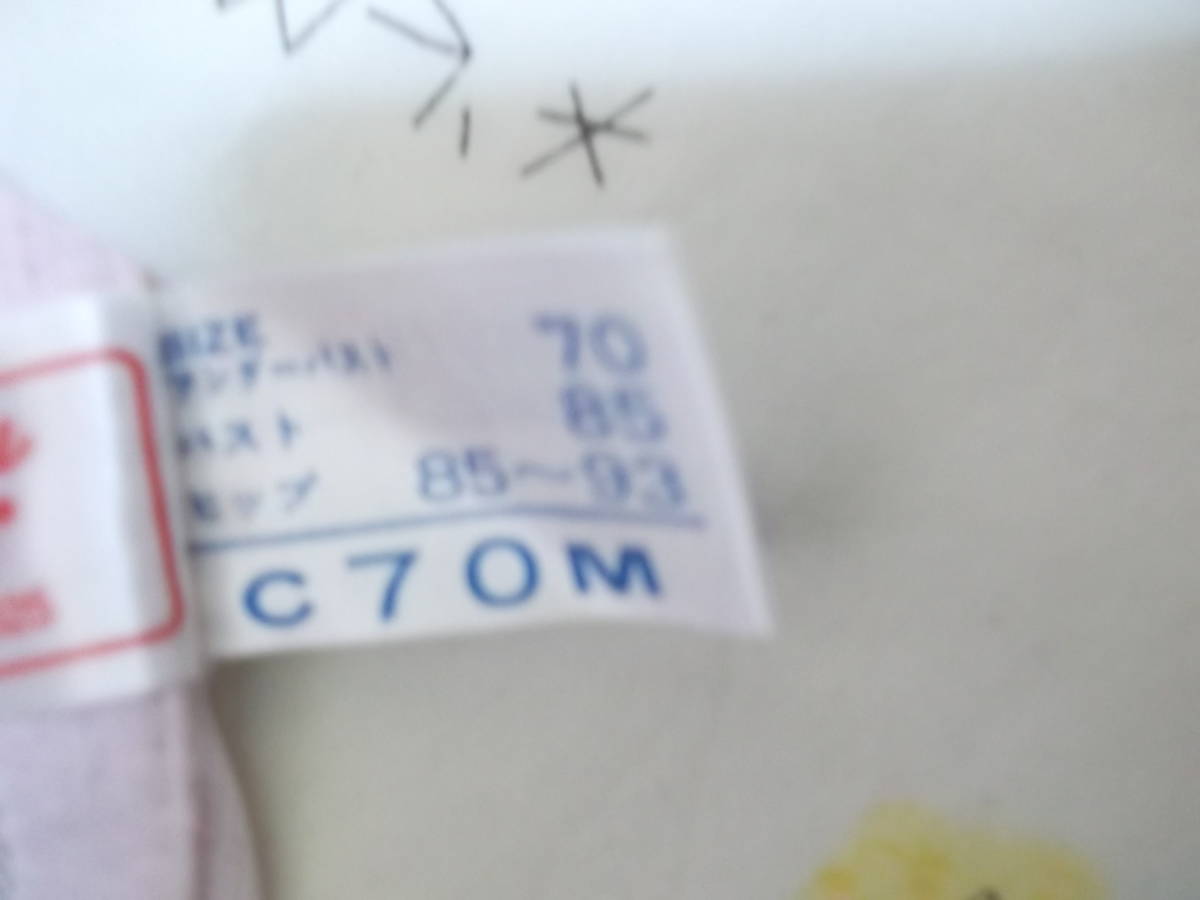 SIZE
アンダーバスト 70
バスト 85
ヒップ 85～93
C70M